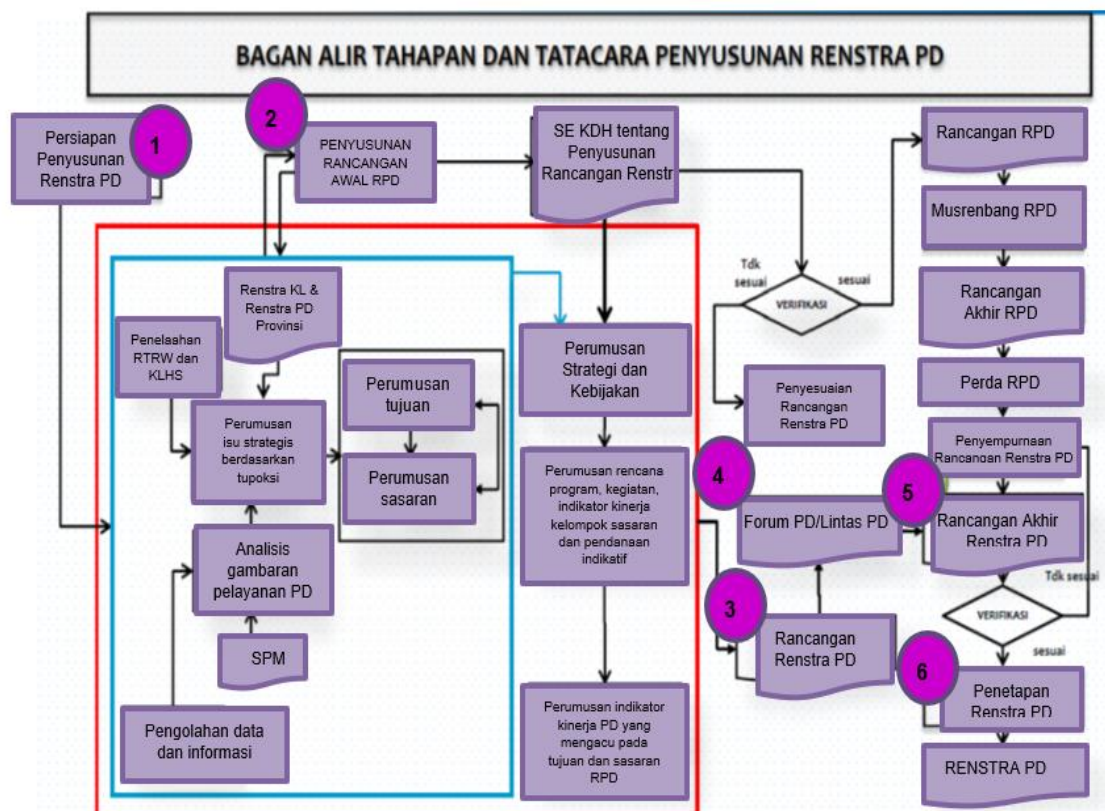 BAGAN ALIR TAHAPAN DAN TATACARA PENYUSUNAN RENSTRA PD
1
Persiapan
Penyusunan
Renstra PD
2
PENYUSUNAN
RANCANGAN
AWAL RPD
SE KDH tentang
Penyusunan
Rancangan Renstr
Rancangan RPD
Musrenbang RPD
Rancangan
Akhir RPD
Perda RPD
Penyempurnaan
Rancanoan Renstra PD
Tdk
sesuai
sesuai
VERIFIKASI
Penyesuaian
Rancangan
Renstra PD
Renstra KL &
Renstra PD
Provinsi
Penelaahan
RTRW dan
KLHS
Perumusan
isu strategis
berdasarkan
tupoksi
Perumusan
tujuan
Perumusan
sasaran
Analisis
gambaran
pelayanan PD
SPM
Pengolahan data
dan informasi
Perumusan
Strategi dan
Kebijakan
Perumusan rencana
program, kegiatan,
indikator kinerja
kelompok sasaran
dan pendanaan
indikatif
Perumusan indikator
kinerja PD yang
mengacu pada
tujuan dan sasaran
RPD
3
Rancangan
Renstra PD
4
Forum PD/Lintas PD
5
Rancangan Akhir
Renstra PD
Tdk sesuai
VERIFIKASI
sesuai
6
Penetapan
Renstra PD
RENSTRA PD